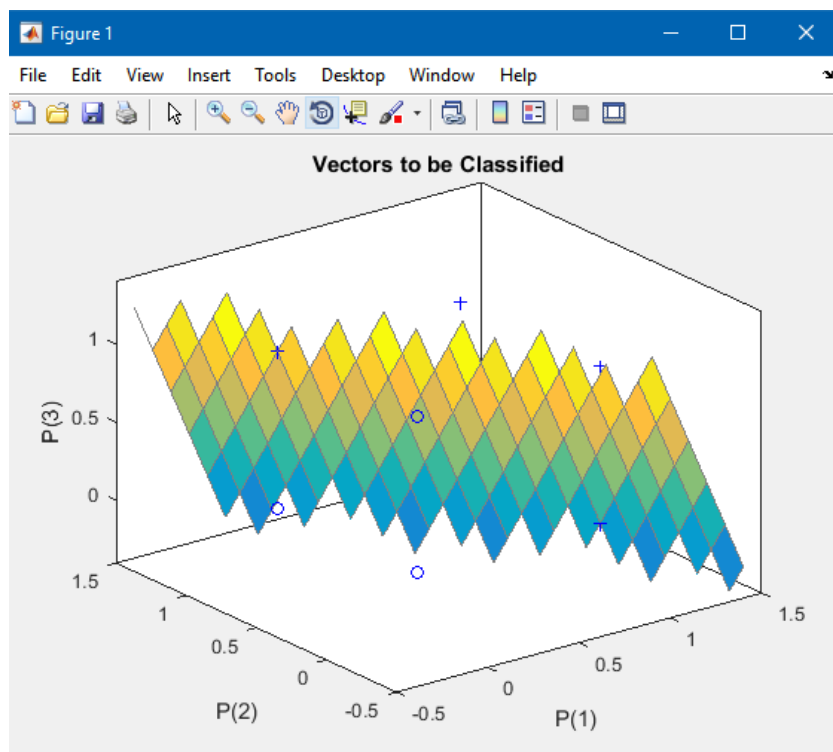 Figure 1
File Edit View Insert Tools Desktop Window Help
Vectors to be Classified
P(3)
1
0.5
0
1.5
1
0.5
0
-0.5
P(2)
-0.5
0
0.5
1
1.5
P(1)